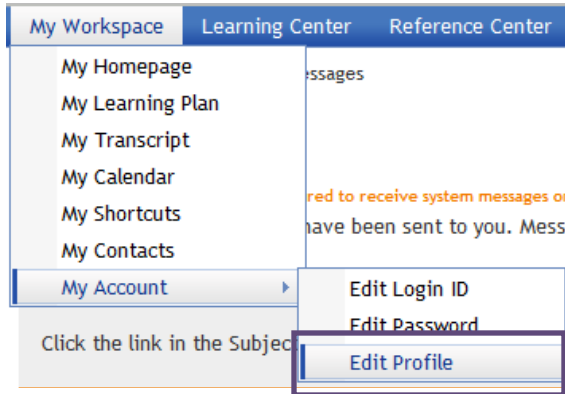 My Workspace Learning Center Reference Center
My Homepage
ssages
My Learning Plan
My Transcript
My Calendar
red to receive system messages o
My Shortcuts
have been sent to you. Mess
My Contacts
My Account
Edit Login ID
Edit Password
Click the link in the Subjec
Edit Profile